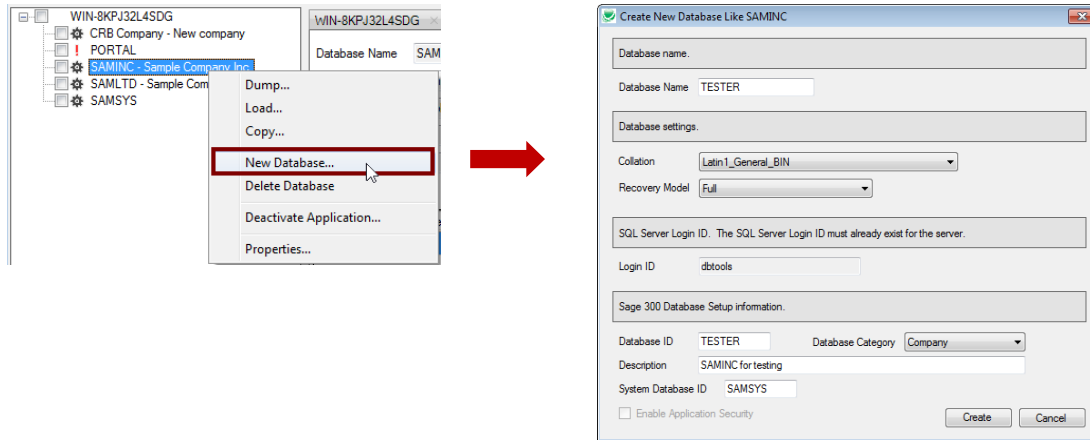 WIN-8KPJ32L4SDG
CRB Company - New company
PORTAL
SAMINC - Sample Company Inc.
SAMLTD - Sample Com
SAMSYS
WIN-8KPJ32L4SDG
Database Name SAM
Dump...
Load...
Copy...
New Database...
Delete Database
Deactivate Application...
Properties...
Create New Database Like SAMINC
Database name.
Database Name TESTER
Database settings.
Collation Latin1_General_BIN
Recovery Model Full
SQL Server Login ID. The SQL Server Login ID must already exist for the server.
Login ID dbtools
Sage 300 Database Setup information.
Database ID TESTER Database Category Company
Description SAMINC for testing
System Database ID SAMSYS
Enable Application Security Create Cancel